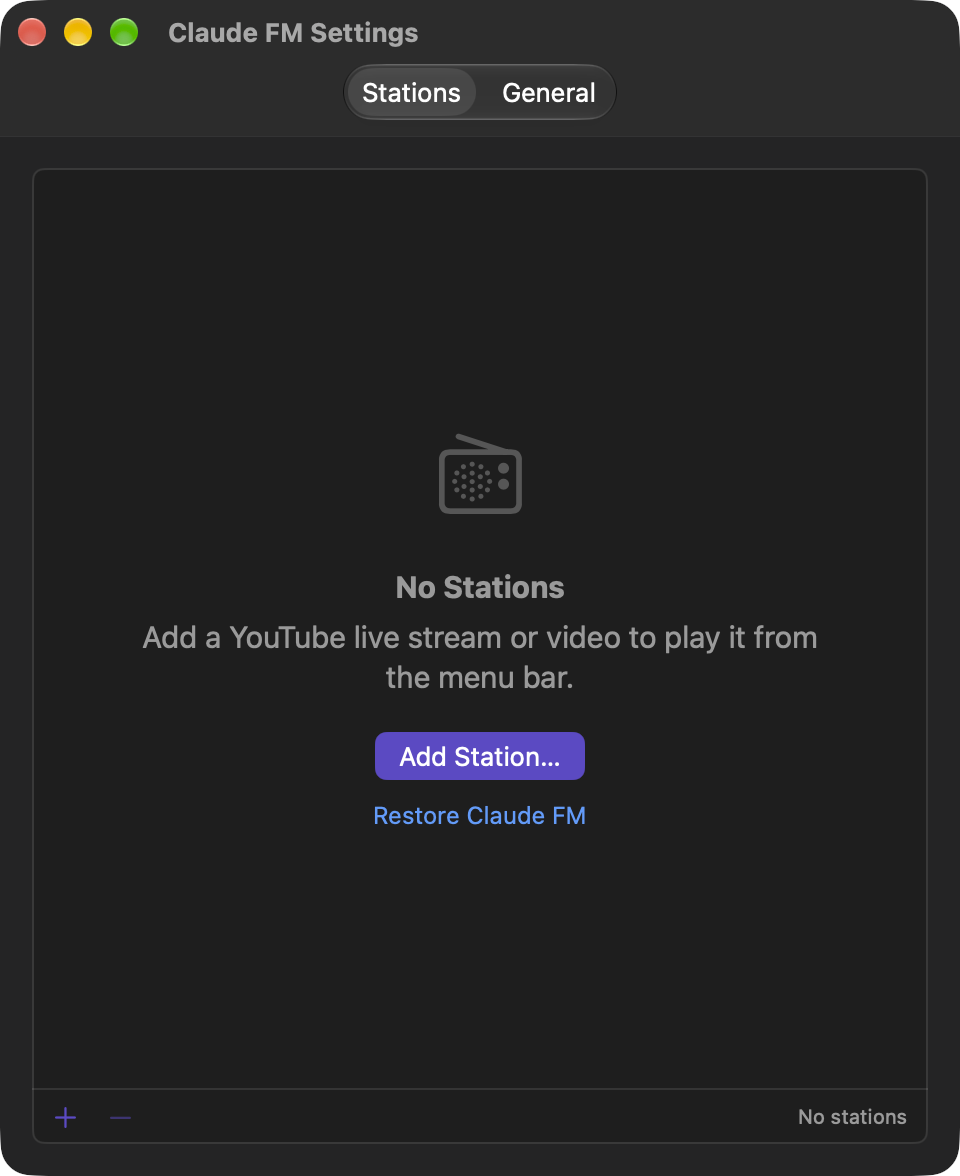 Claude FM Settings
Stations
General
No Stations
Add a YouTube live stream or video to play it from
the menu bar.
Add Station...
Restore Claude FM
No stations